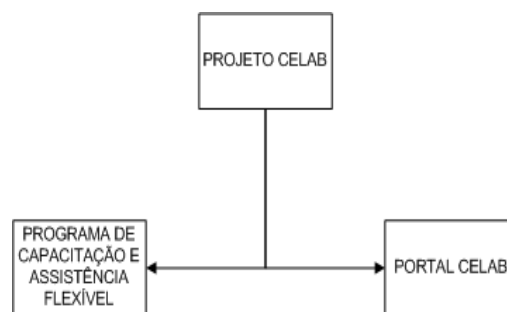 PROJETO CELAB
PROGRAMA DE
CAPACITAÇÃO E
ASSISTÊNCIA
FLEXÍVEL
PORTAL CELAB